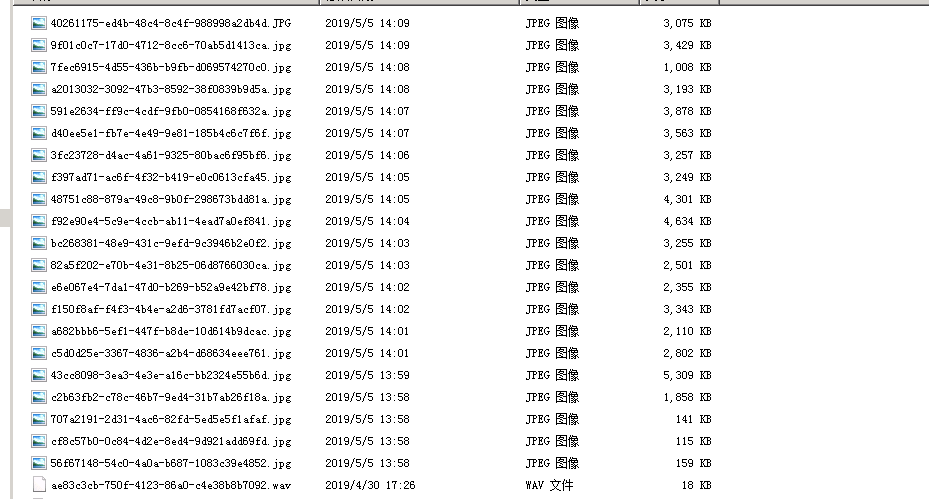 40261175-ed4b-48c4-8c4f-988998a2db4d.JPG 2019/5/5 14:09 JPEG 图像 3,075 KB
9f01c0c7-17d0-4712-8cc6-70ab5d1413ca.jpg 2019/5/5 14:09 JPEG 图像 3,429 KB
7fec6915-4d55-436b-b9fb-d069574270c0.jpg 2019/5/5 14:08 JPEG 图像 1,008 KB
a2013032-3092-47b3-8592-38f0839b9d5a.jpg 2019/5/5 14:08 JPEG 图像 3,193 KB
591e2634-ff9c-4cdf-9fb0-0854168f632a.jpg 2019/5/5 14:07 JPEG 图像 3,878 KB
d40ee5e1-fb7e-4e49-9e81-185b4c6c7f6f.jpg 2019/5/5 14:07 JPEG 图像 3,563 KB
3fc23728-d4ac-4a61-9325-80bac6f95bf6.jpg 2019/5/5 14:06 JPEG 图像 3,257 KB
f397ad71-ac6f-4f32-b419-e0c0613cfa45.jpg 2019/5/5 14:05 JPEG 图像 3,249 KB
48751c88-879a-49c8-9b0f-298673bdd81a.jpg 2019/5/5 14:05 JPEG 图像 4,301 KB
f92e90e4-5c9e-4ccb-ab11-4ead7a0ef841.jpg 2019/5/5 14:04 JPEG 图像 4,634 KB
bc268381-48e9-431c-9efd-9c3946b2e0f2.jpg 2019/5/5 14:03 JPEG 图像 3,255 KB
82a5f202-e70b-4e31-8b25-06d8766030ca.jpg 2019/5/5 14:03 JPEG 图像 2,501 KB
e6e067e4-7da1-47d0-b269-b52a9e42bf78.jpg 2019/5/5 14:02 JPEG 图像 2,355 KB
f150f8af-f4f3-4b4e-a2d6-3781fd7acf07.jpg 2019/5/5 14:02 JPEG 图像 3,343 KB
a682bbb6-5ef1-447f-b8de-10d614b9dcac.jpg 2019/5/5 14:01 JPEG 图像 2,110 KB
c5d0d25e-3367-4836-a2b4-d68634eee761.jpg 2019/5/5 14:01 JPEG 图像 2,802 KB
43cc8098-3ea3-4e3e-a16c-bb2324e55b6d.jpg 2019/5/5 13:59 JPEG 图像 5,309 KB
c2b63fb2-c78c-46b7-9ed4-31b7ab26f18a.jpg 2019/5/5 13:58 JPEG 图像 1,858 KB
707a2191-2d31-4ac6-82fd-5ed5e5f1afaf.jpg 2019/5/5 13:58 JPEG 图像 141 KB
cf8c57b0-0c84-4d2e-8ed4-9d921add69fd.jpg 2019/5/5 13:58 JPEG 图像 115 KB
56f67148-54c0-4a0a-b687-1083c39e4852.jpg 2019/5/5 13:58 JPEG 图像 159 KB
ae83c3cb-750f-4123-86a0-c4e38b8b7092.wav 2019/4/30 17:26 WAV 文件 18 KB